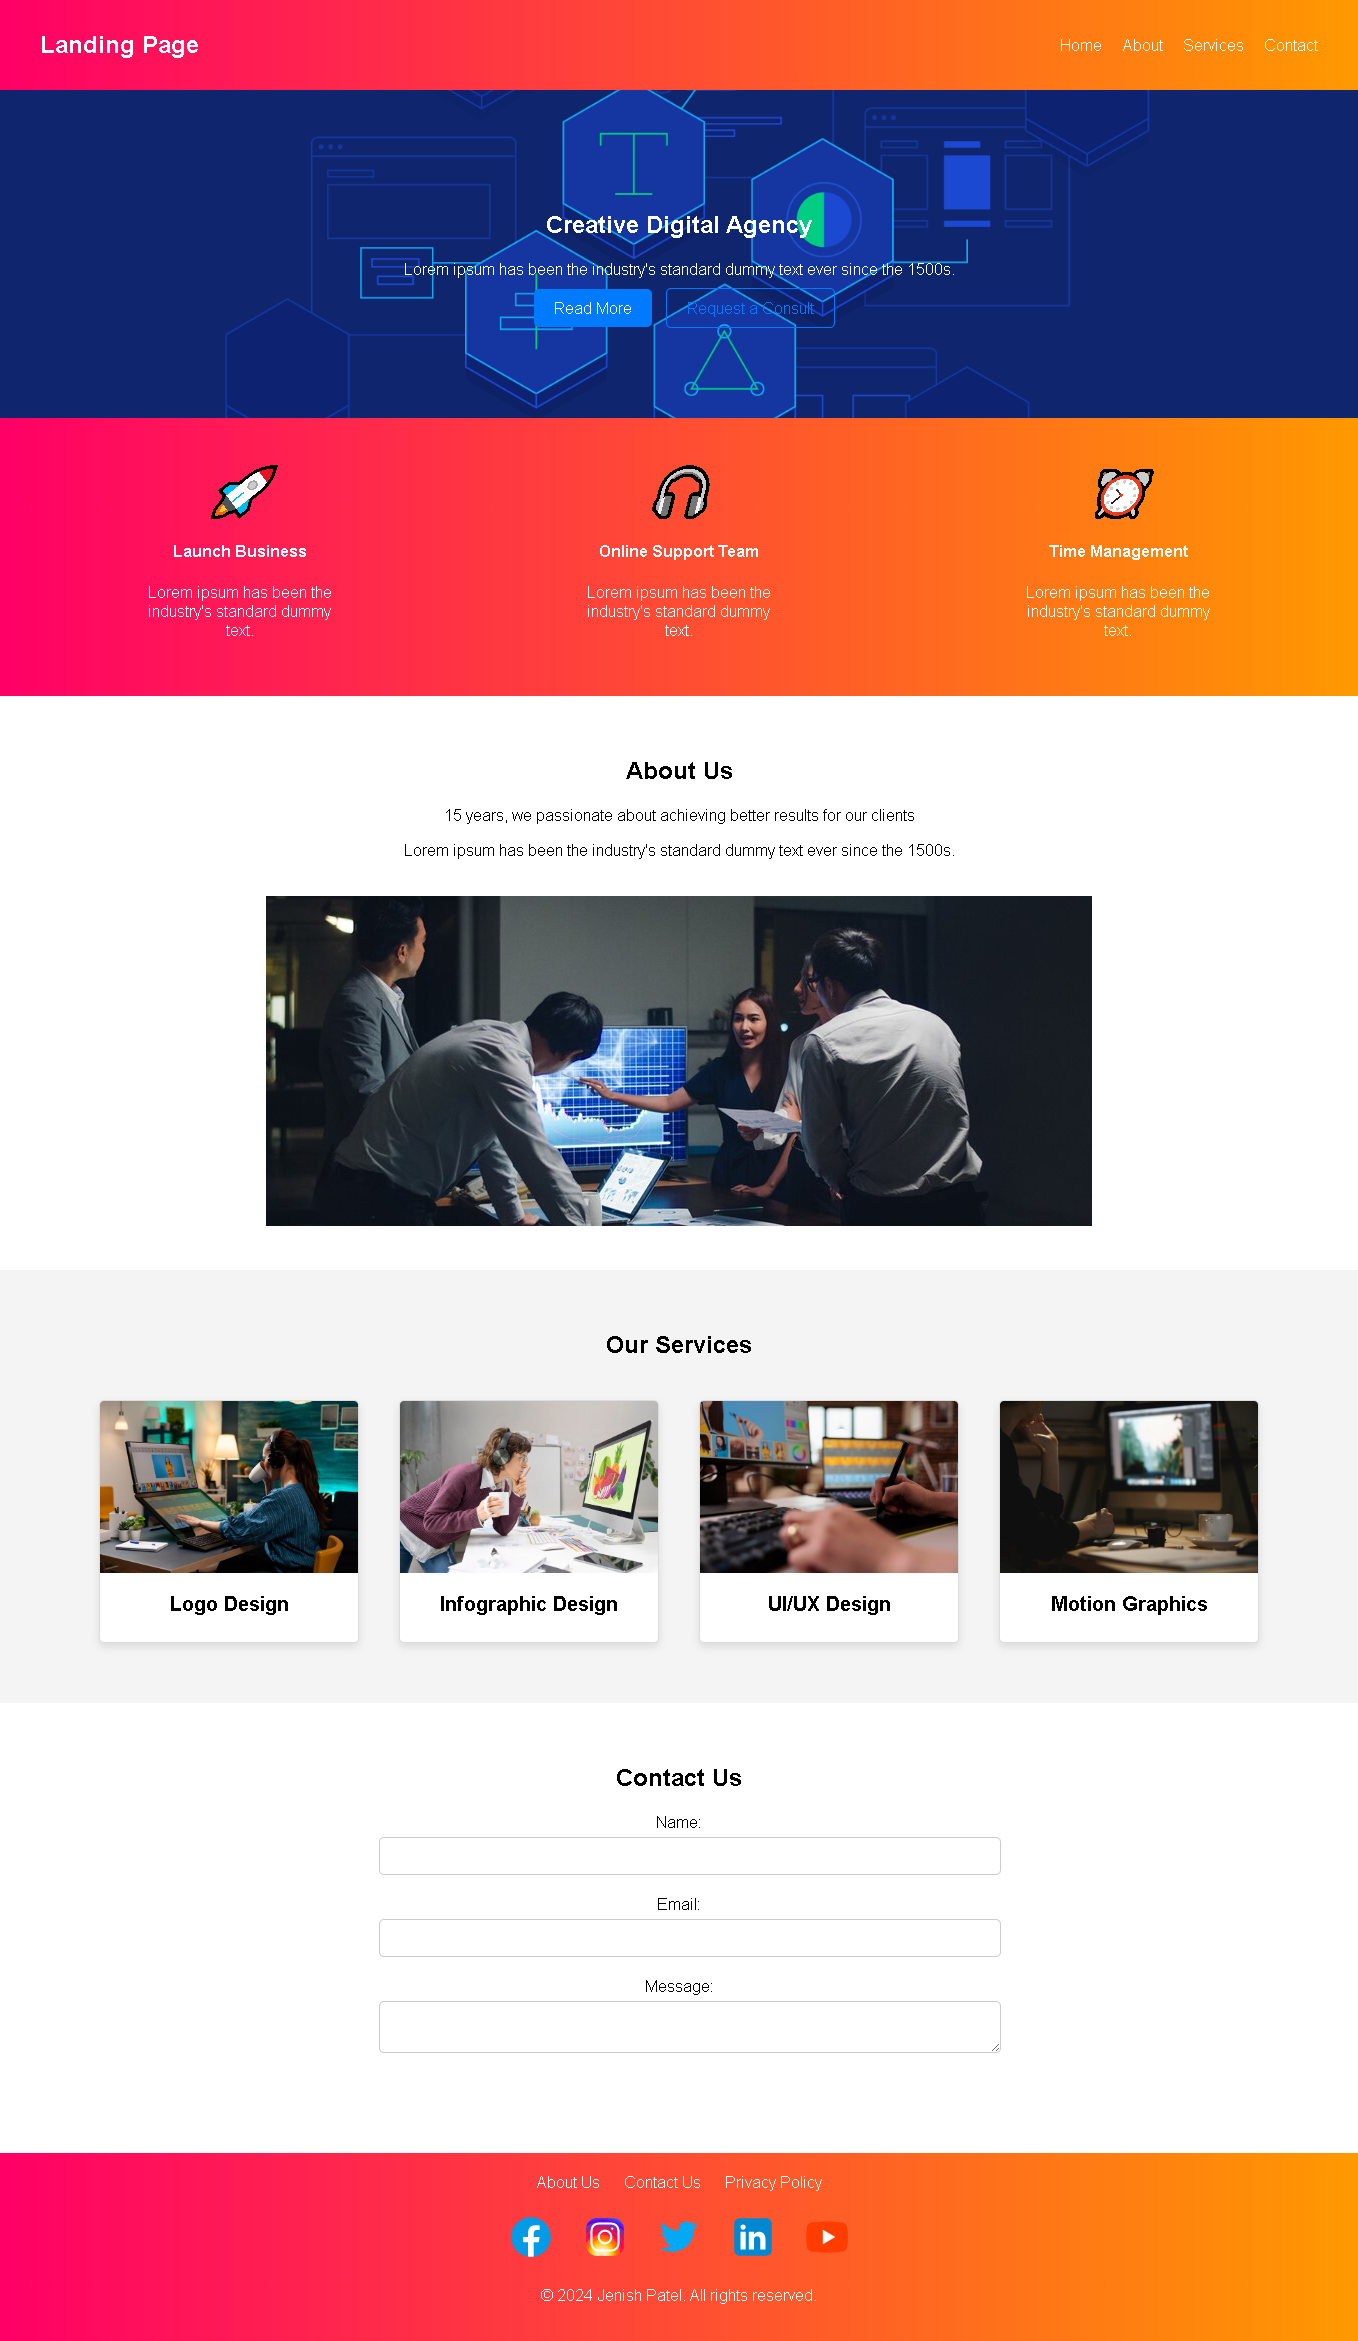 Landing Page
Home About Services Contact
Creative Digital Agency
Lorem ipsum has been the industry's standard dummy text ever since the 1500s.
Read More Request a Consult
Launch Business
Lorem ipsum has been the
industry's standard dummy
text.
Online Support Team
Lorem ipsum has been the
industry's standard dummy
text.
Time Management
Lorem ipsum has been the
industry's standard dummy
text.
About Us
15 years, we passionate about achieving better results for our clients
Lorem ipsum has been the industry's standard dummy text ever since the 1500s.
Our Services
Logo Design
Infographic Design
UI/UX Design
Motion Graphics
Contact Us
Name:
Email:
Message:
About Us Contact Us Privacy Policy
© 2024 Jenish Patel. All rights reserved.